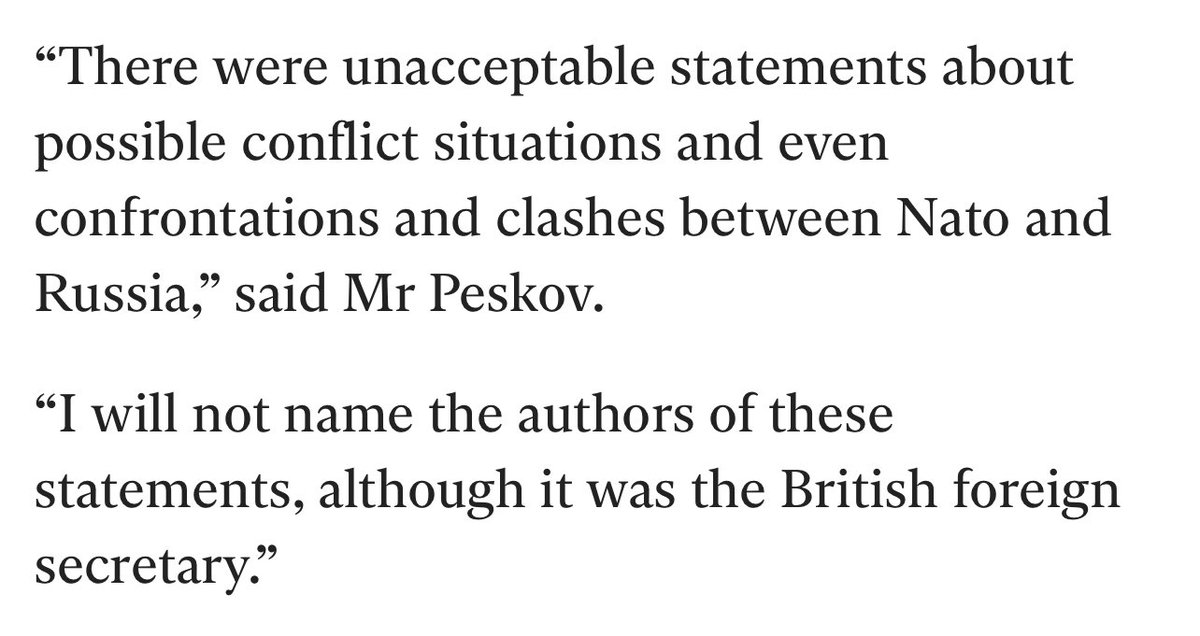 “There were unacceptable statements about
possible conflict situations and even
confrontations and clashes between Nato and
Russia,” said Mr Peskov.
“I will not name the authors of these
statements, although it was the British foreign
secretary.”